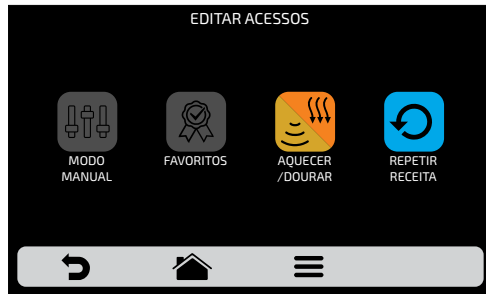 EDITAR ACESSOS
MODO
MANUAL
FAVORITOS
AQUECER
/DOURAR
REPETIR
RECEITA